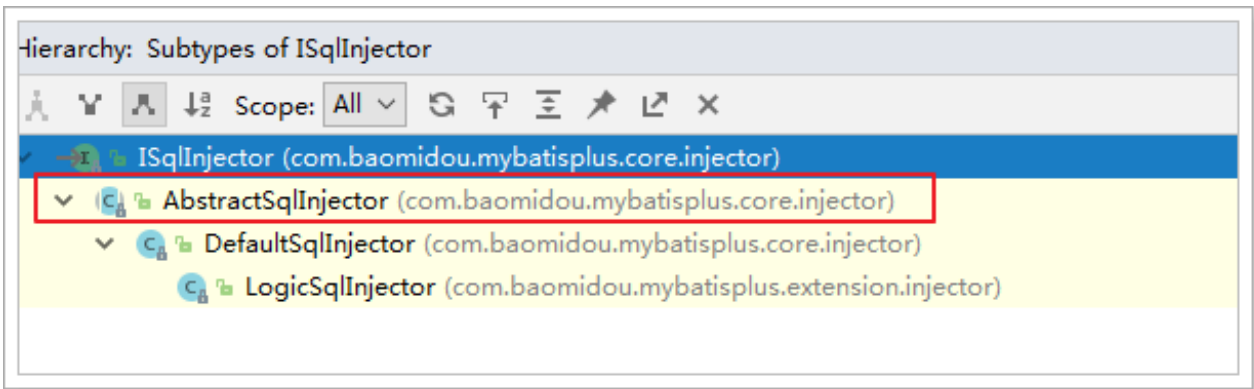 Hierarchy: Subtypes of ISqlInjector
Scope: All
ISqlInjector (com.baomidou.mybatisplus.core.injector)
AbstractSqlInjector (com.baomidou.mybatisplus.core.injector)
DefaultSqlInjector (com.baomidou.mybatisplus.core.injector)
LogicSqlInjector (com.baomidou.mybatisplus.extension.injector)